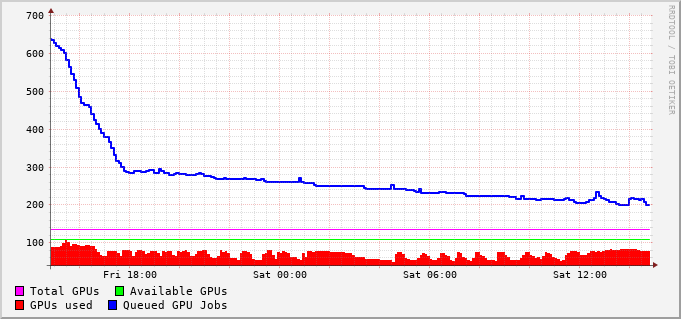 700
600
500
400
300
200
100
Fri 18:00 Sat 00:00 Sat 06:00 Sat 12:00
Total GPUs Available GPUs
GPUs used Queued GPU Jobs
RRDTOOL / TOBI OETIKER